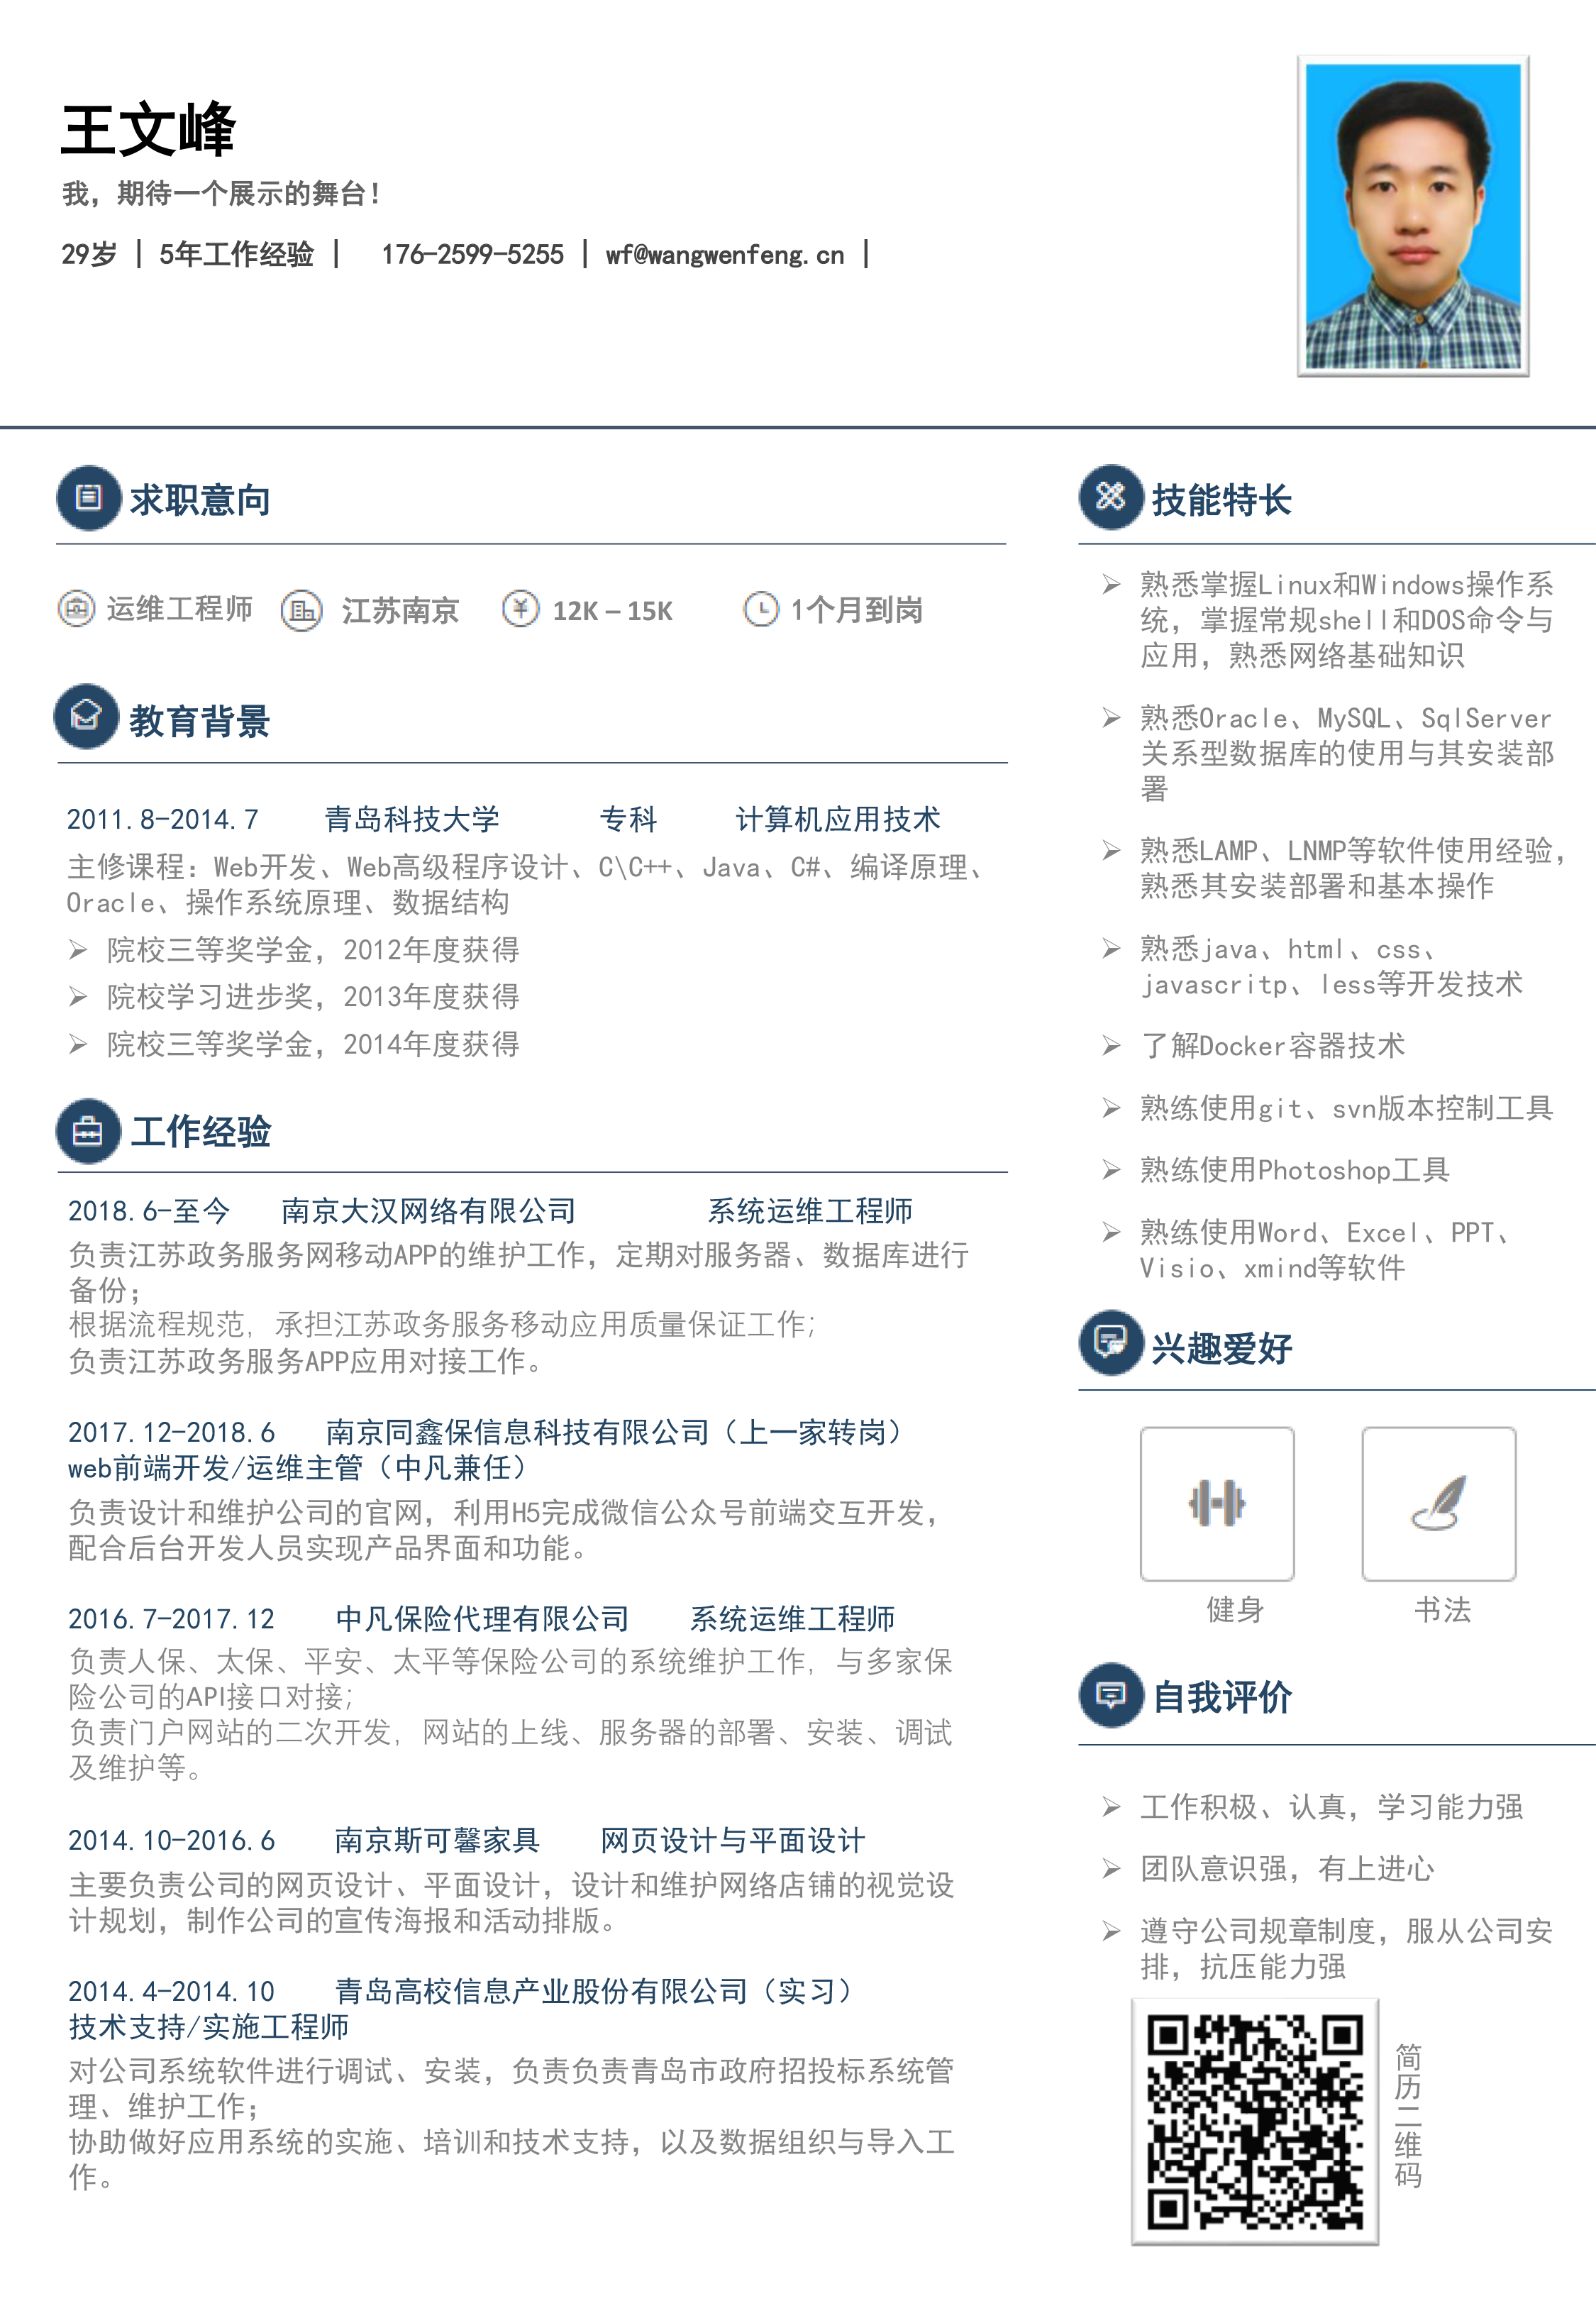 王文峰
我，期待一个展示的舞台！
29岁 | 5年工作经验 | 176-2599-5255 | wf@wangwenfeng.cn |
求职意向
运维工程师 江苏南京 12K – 15K 1个月到岗
教育背景
2011.8-2014.7 青岛科技大学 专科 计算机应用技术
主修课程：Web开发、Web高级程序设计、C\C++、Java、C#、编译原理、
Oracle、操作系统原理、数据结构
➢ 院校三等奖学金，2012年度获得
➢ 院校学习进步奖，2013年度获得
➢ 院校三等奖学金，2014年度获得
工作经验
2018.6-至今 南京大汉网络有限公司 系统运维工程师
负责江苏政务服务网移动APP的维护工作，定期对服务器、数据库进行
备份；
根据流程规范，承担江苏政务服务移动应用质量保证工作；
负责江苏政务服务APP应用对接工作。
2017.12-2018.6 南京同鑫保信息科技有限公司（上一家转岗）
web前端开发/运维主管（中凡兼任）
负责设计和维护公司的官网，利用H5完成微信公众号前端交互开发，
配合后台开发人员实现产品界面和功能。
2016.7-2017.12 中凡保险代理有限公司 系统运维工程师
负责人保、太保、平安、太平等保险公司的系统维护工作，与多家保
险公司的API接口对接；
负责门户网站的二次开发，网站的上线、服务器的部署、安装、调试
及维护等。
2014.10-2016.6 南京斯可馨家具 网页设计与平面设计
主要负责公司的网页设计、平面设计，设计和维护网络店铺的视觉设
计规划，制作公司的宣传海报和活动排版。
2014.4-2014.10 青岛高校信息产业股份有限公司（实习）
技术支持/实施工程师
对公司系统软件进行调试、安装，负责负责青岛市政府招投标系统管
理、维护工作；
协助做好应用系统的实施、培训和技术支持，以及数据组织与导入工
作。
技能特长
➢ 熟悉掌握Linux和Windows操作系
统，掌握常规shell和DOS命令与
应用，熟悉网络基础知识
➢ 熟悉Oracle、MySQL、SqlServer
关系型数据库的使用与其安装部
署
➢ 熟悉LAMP、LNMP等软件使用经验，
熟悉其安装部署和基本操作
➢ 熟悉java、html、css、
javascritp、less等开发技术
➢ 了解Docker容器技术
➢ 熟练使用git、svn版本控制工具
➢ 熟练使用Photoshop工具
➢ 熟练使用Word、Excel、PPT、
Visio、xmind等软件
兴趣爱好
健身 书法
自我评价
➢ 工作积极、认真，学习能力强
➢ 团队意识强，有上进心
➢ 遵守公司规章制度，服从公司安
排，抗压能力强
简历二维码